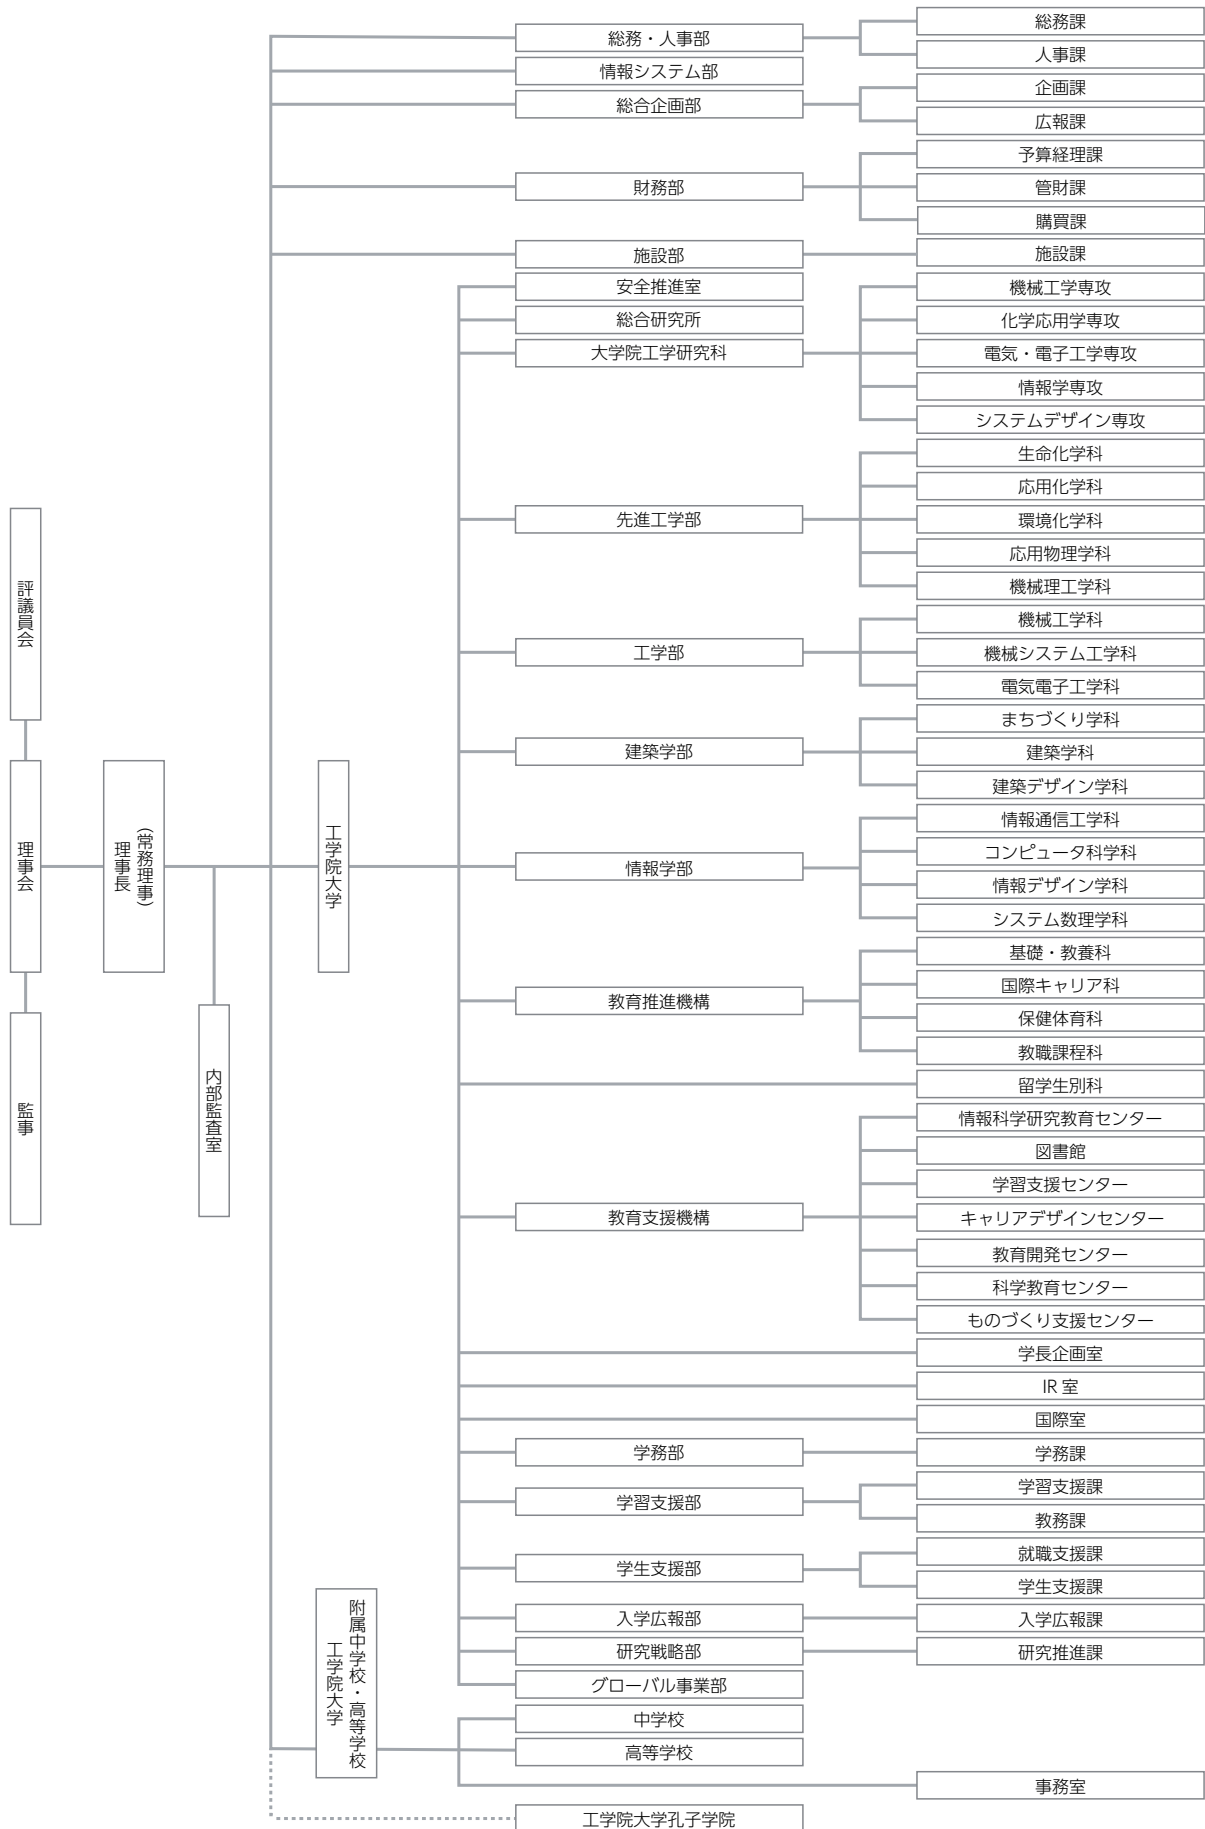 評議員会
理事会
監事
理事長
（常務理事）
内部監査室
総務・人事部
総務課
人事課
情報システム部
総合企画部
企画課
広報課
財務部
予算経理課
管財課
購買課
施設部
施設課
工学院大学
安全推進室
総合研究所
大学院工学研究科
機械工学専攻
化学応用学専攻
電気・電子工学専攻
情報学専攻
システムデザイン専攻
先進工学部
生命化学科
応用化学科
環境化学科
応用物理学科
機械理工学科
工学部
機械工学科
機械システム工学科
電気電子工学科
建築学部
まちづくり学科
建築学科
建築デザイン学科
情報学部
情報通信工学科
コンピュータ科学科
情報デザイン学科
システム数理学科
教育推進機構
基礎・教養科
国際キャリア科
保健体育科
教職課程科
留学生別科
教育支援機構
情報科学研究教育センター
図書館
学習支援センター
キャリアデザインセンター
教育開発センター
科学教育センター
ものづくり支援センター
学長企画室
IR 室
国際室
学務部
学務課
学習支援部
学習支援課
教務課
学生支援部
就職支援課
学生支援課
入学広報部
入学広報課
研究戦略部
研究推進課
グローバル事業部
工学院大学
附属中学校・高等学校
中学校
高等学校
事務室
工学院大学孔子学院